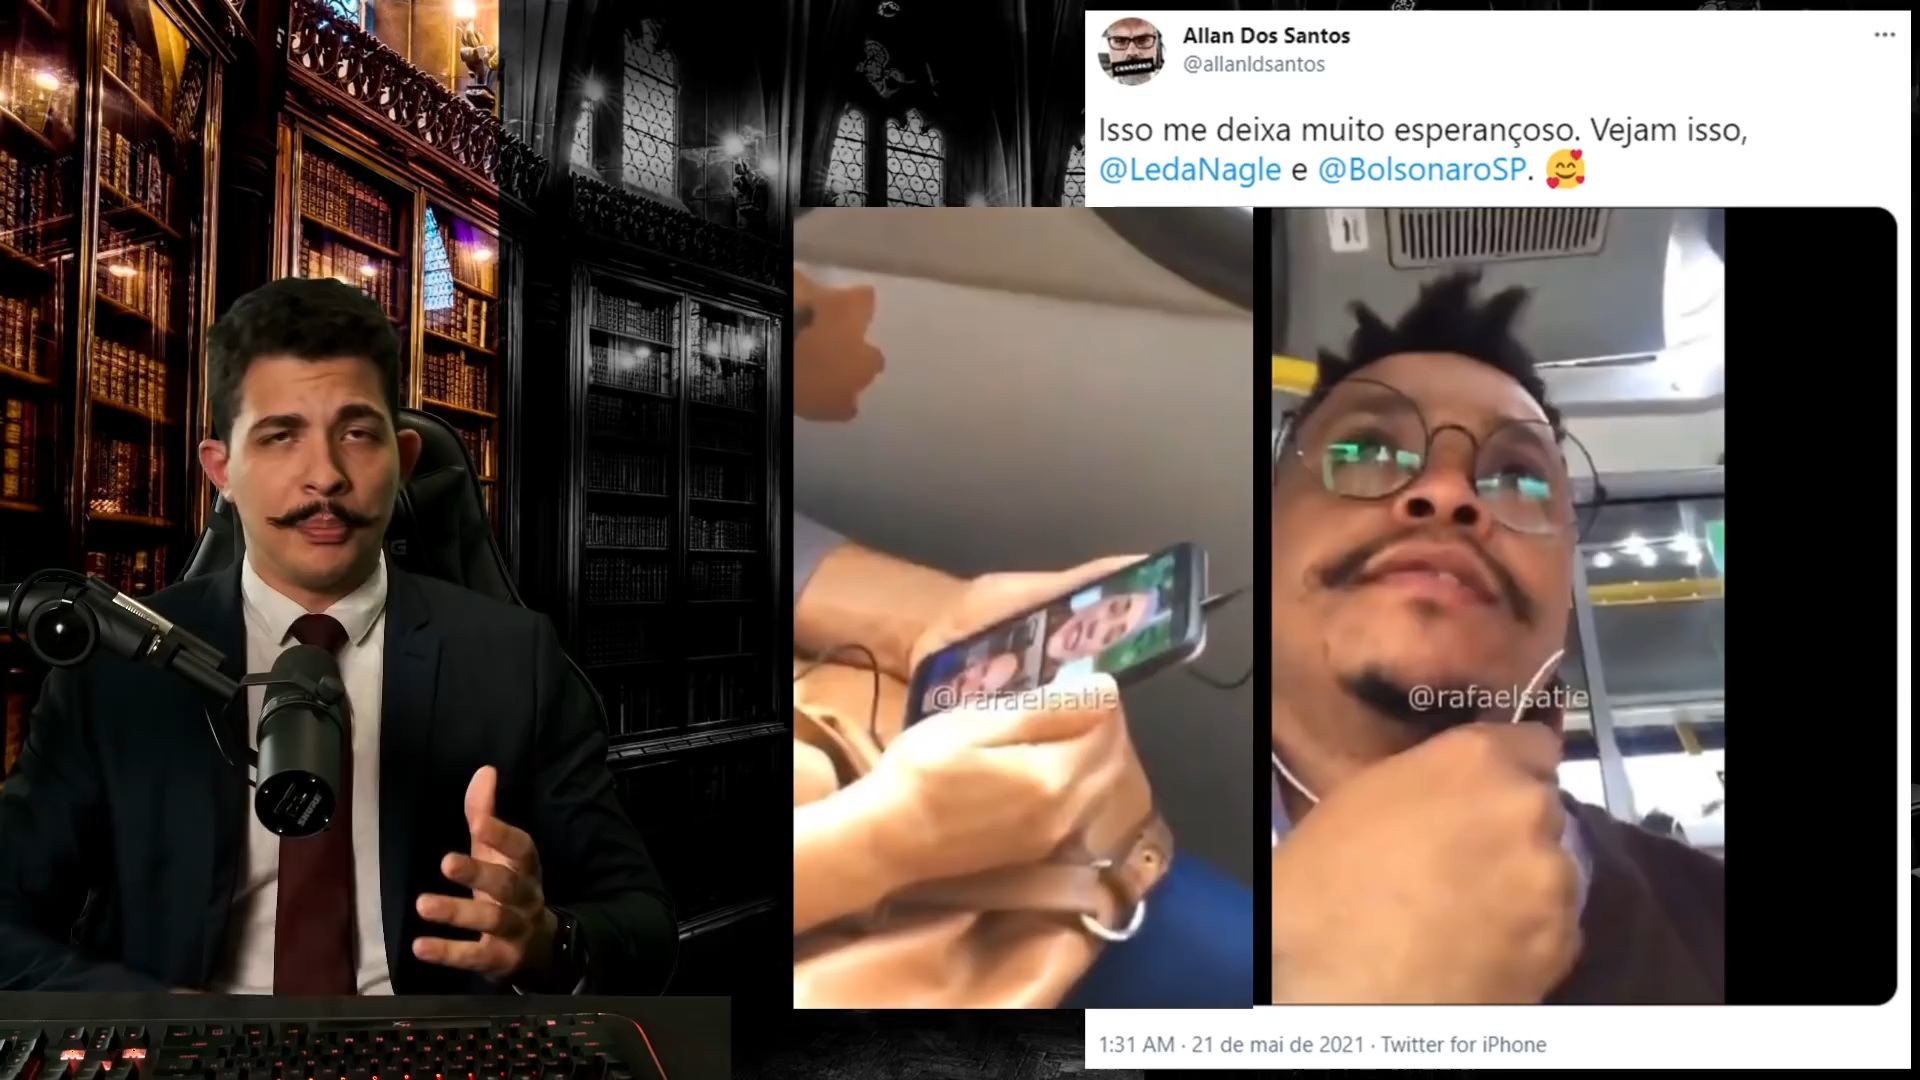 Allan Dos Santos
@allanldsantos
Isso me deixa muito esperançoso. Vejam isso,
@LedaNagle e @BolsonaroSP. 🥰
@rafaelsatie
@rafaelsatie
SHURE
1:31 AM · 21 de mai de 2021 · Twitter for iPhone